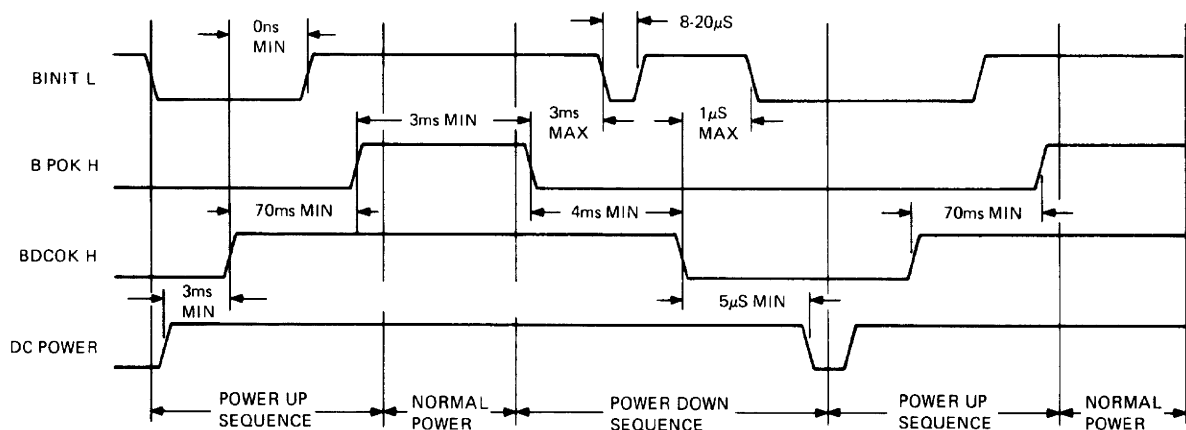 0ns
MIN
8-20μS
BINIT L
3ms MIN
3ms
MAX
1μS
MAX
B POK H
70ms MIN
4ms MIN
70ms MIN
BDCOK H
3ms
MIN
5μS MIN
DC POWER
POWER UP
SEQUENCE
NORMAL
POWER
POWER DOWN
SEQUENCE
POWER UP
SEQUENCE
NORMAL
POWER